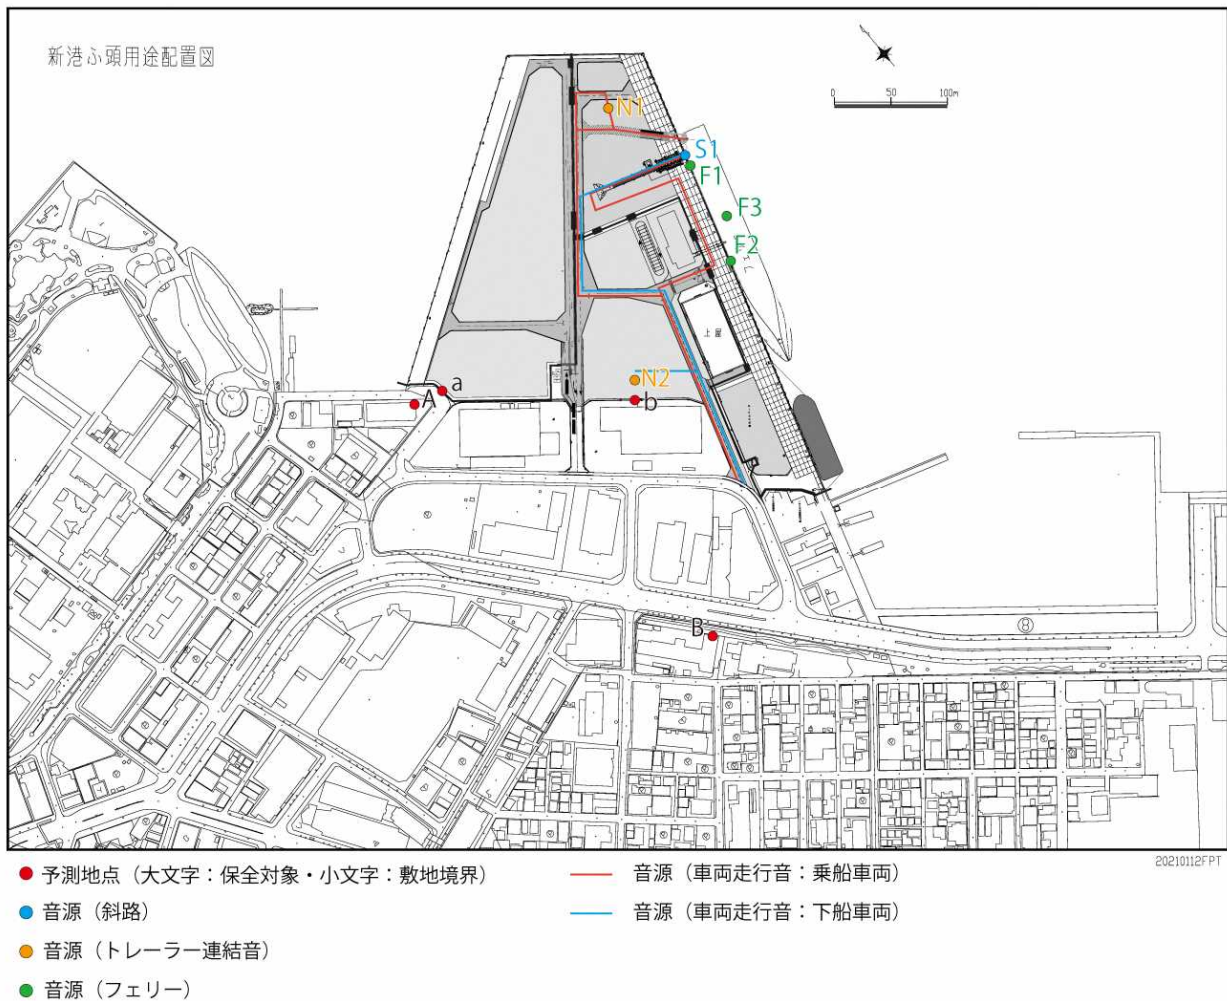 新港ふ頭用途配置図
0 50 100m
N1
S1
F1
F3
F2
上屋
N2
a
A
b
B
8
20210112FPT
予測地点（大文字：保全対象・小文字：敷地境界）
音源（車両走行音：乗船車両）
音源（斜路）
音源（車両走行音：下船車両）
音源（トレーラー連結音）
音源（フェリー）